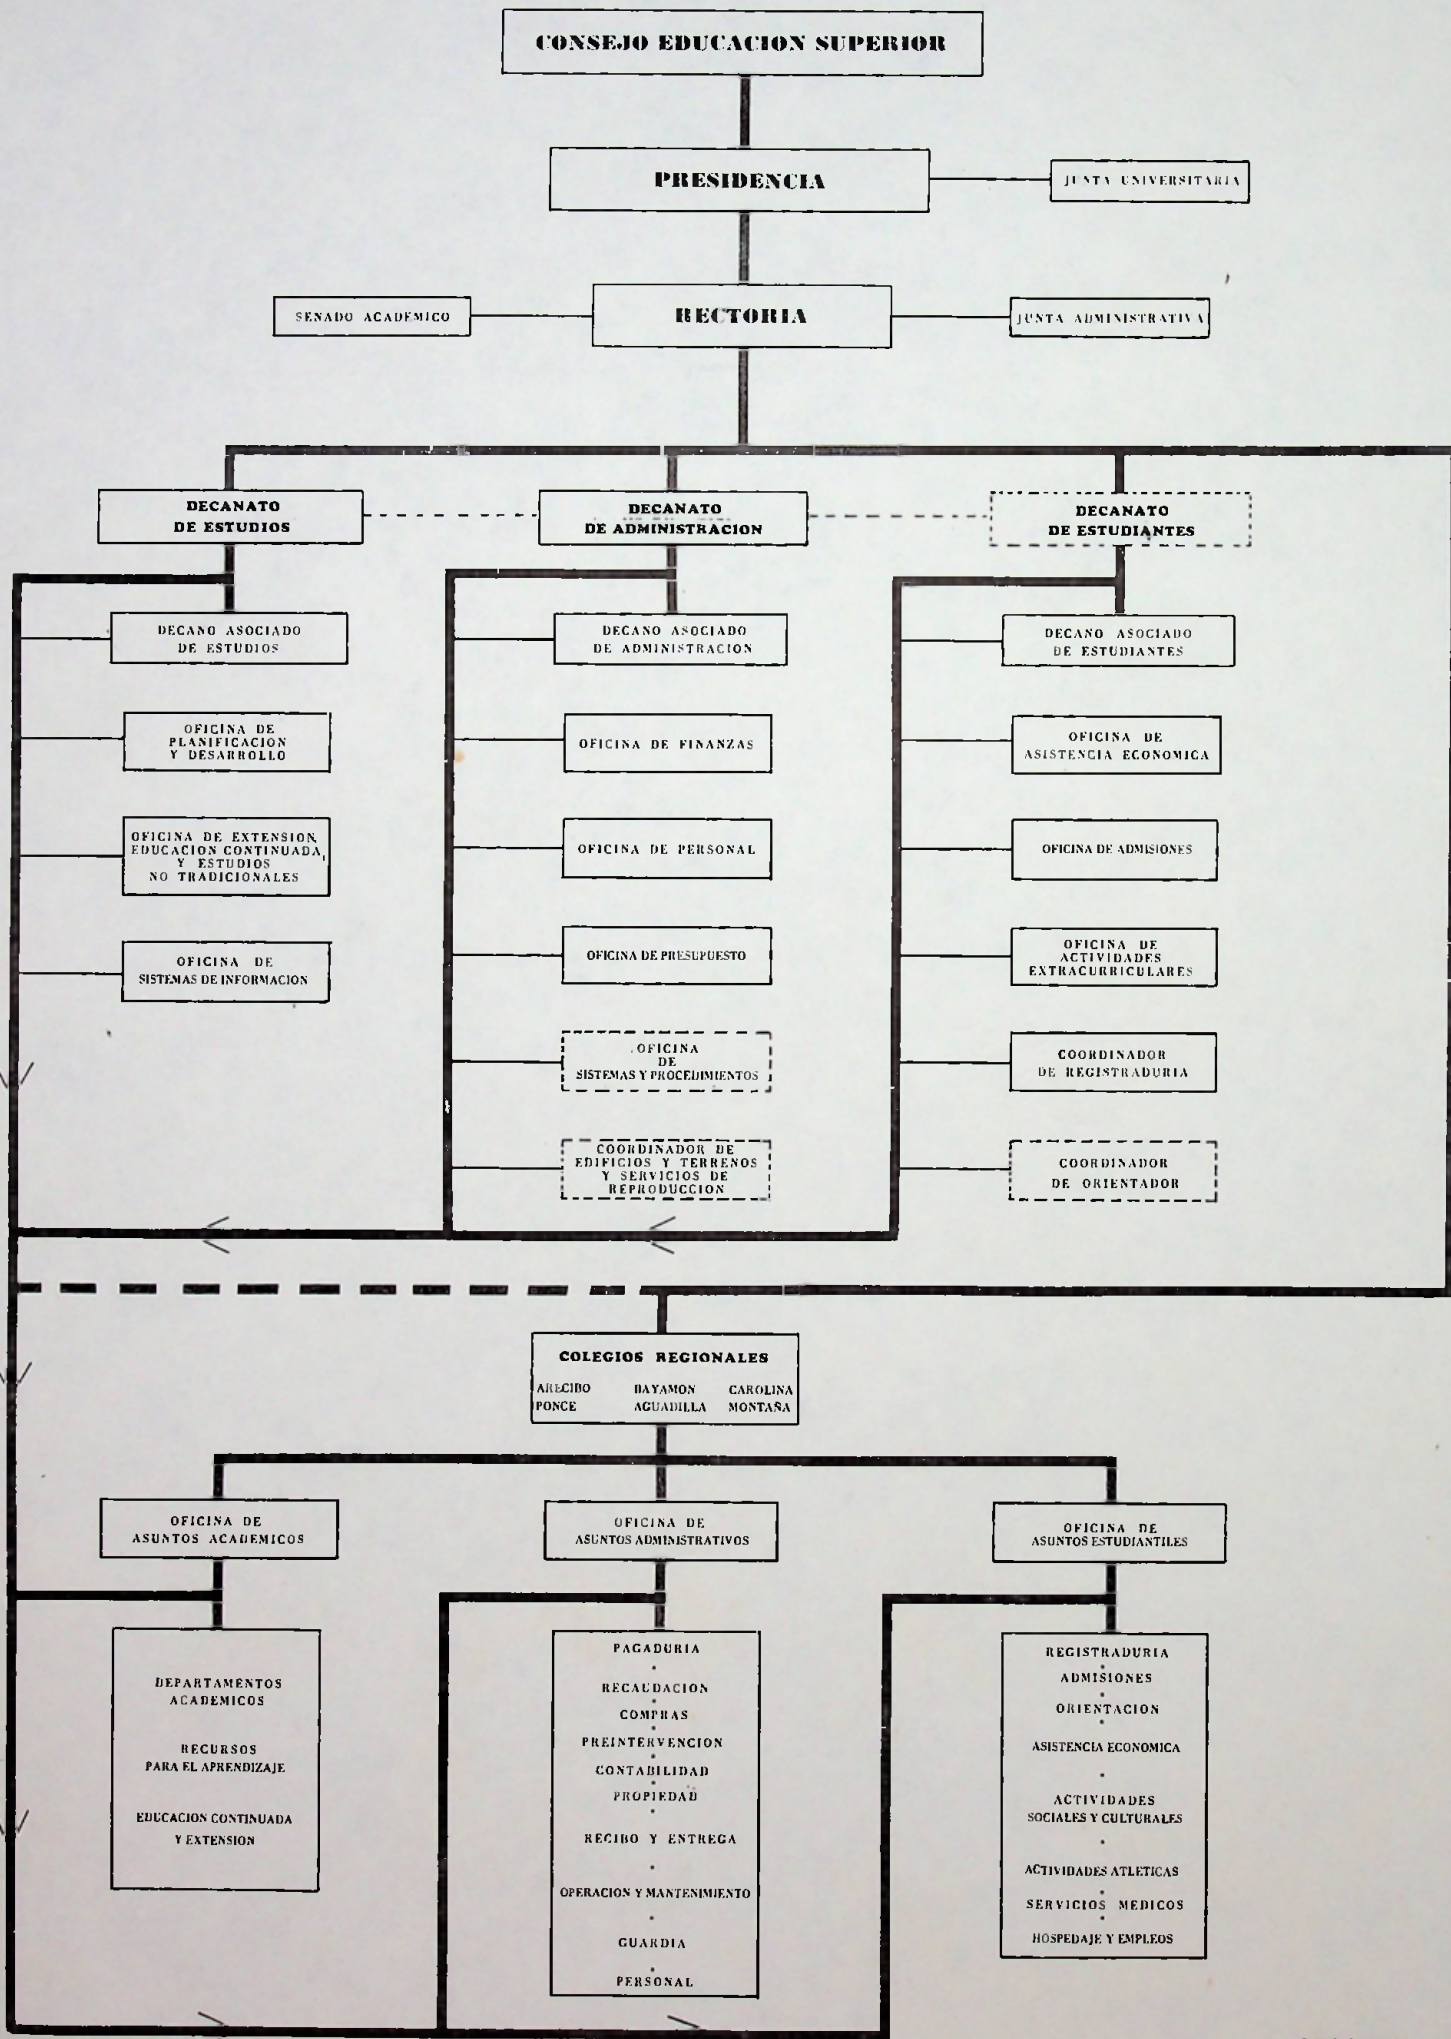 CONSEJO EDUCACION SUPERIOR
PRESIDENCIA
JUNTA UNIVERSITARIA
SENADO ACADEMICO
RECTORIA
JUNTA ADMINISTRATIVA
DECANATO
DE ESTUDIOS
DECANATO
DE ADMINISTRACION
DECANATO
DE ESTUDIANTES
DECANO ASOCIADO
DE ESTUDIOS
OFICINA DE
PLANIFICACION
Y DESARROLLO
OFICINA DE EXTENSION,
EDUCACION CONTINUADA,
Y ESTUDIOS
NO TRADICIONALES
OFICINA DE
SISTEMAS DE INFORMACION
DECANO ASOCIADO
DE ADMINISTRACION
OFICINA DE FINANZAS
OFICINA DE PERSONAL
OFICINA DE PRESUPUESTO
OFICINA
DE
SISTEMAS Y PROCEDIMIENTOS
COORDINADOR DE
EDIFICIOS Y TERRENOS
Y SERVICIOS DE
REPRODUCCION
DECANO ASOCIADO
DE ESTUDIANTES
OFICINA DE
ASISTENCIA ECONOMICA
OFICINA DE ADMISIONES
OFICINA DE
ACTIVIDADES
EXTRACURRICULARES
COORDINADOR
DE REGISTRADURIA
COORDINADOR
DE ORIENTADOR
COLEGIOS REGIONALES
ARECIBO BAYAMON CAROLINA
PONCE AGUADILLA MONTAÑA
OFICINA DE
ASUNTOS ACADEMICOS
OFICINA DE
ASUNTOS ADMINISTRATIVOS
OFICINA DE
ASUNTOS ESTUDIANTILES
DEPARTAMENTOS
ACADEMICOS
RECURSOS
PARA EL APRENDIZAJE
EDUCACION CONTINUADA
Y EXTENSION
PAGADURIA
RECAUDACION
COMPRAS
PREINTERVENCION
CONTABILIDAD
PROPIEDAD
RECIBO Y ENTREGA
OPERACION Y MANTENIMIENTO
GUARDIA
PERSONAL
REGISTRADURIA
ADMISIONES
ORIENTACION
ASISTENCIA ECONOMICA
ACTIVIDADES
SOCIALES Y CULTURALES
ACTIVIDADES ATLETICAS
SERVICIOS MEDICOS
HOSPEDAJE Y EMPLEOS